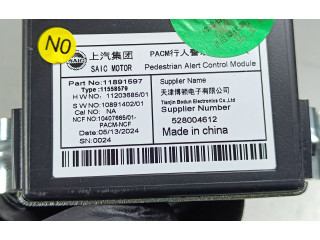 NO
上汽集团
SAIC MOTOR
PACM行人警
Pedestrian Alert Control Module
Part No:11891597
Type:11558579
H W NO: 11203685/01
S W NO:10891402/01
Cal NO: NA
NCF NO:10407665/01-
PACM-NCF
Date:05/13/2024
SN:0024
Supplier Name
天津博顿电子有限公司
Tianjin Bodun Electronics Co.,Ltd
Supplier Number
528004612
Made in china